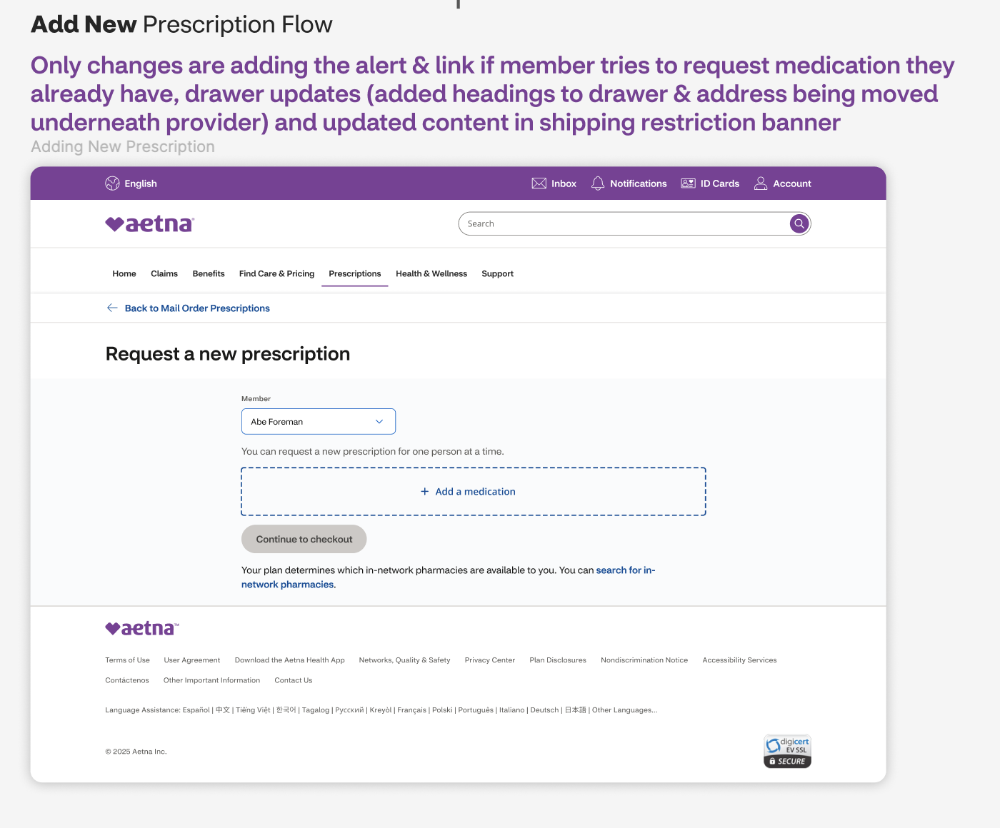 Add New Prescription Flow
Only changes are adding the alert & link if member tries to request medication they
already have, drawer updates (added headings to drawer & address being moved
underneath provider) and updated content in shipping restriction banner
Adding New Prescription
English Inbox Notifications ID Cards Account
aetna® Search
Home Claims Benefits Find Care & Pricing Prescriptions Health & Wellness Support
Back to Mail Order Prescriptions
Request a new prescription
Member
Abe Foreman
You can request a new prescription for one person at a time.
+ Add a medication
Continue to checkout
Your plan determines which in-network pharmacies are available to you. You can search for in-
network pharmacies.
aetna™
Terms of Use User Agreement Download the Aetna Health App Networks, Quality & Safety Privacy Center Plan Disclosures Nondiscrimination Notice Accessibility Services
Contáctenos Other Important Information Contact Us
Language Assistance: Español | 中文 | Tiếng Việt | 한국어 | Tagalog | Русский | Kreyòl | Français | Polski | Português | Italiano | Deutsch | 日本語 | Other Languages...
© 2025 Aetna Inc.
digicert
EV SSL
SECURE